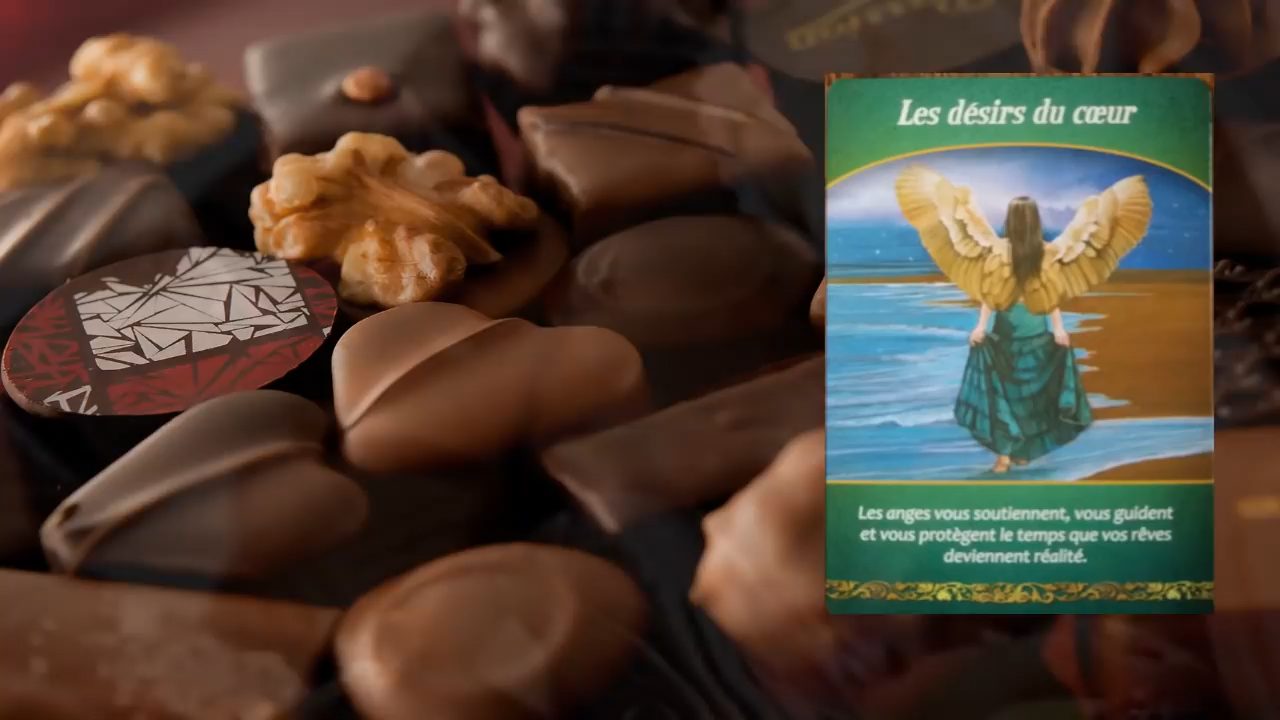 Les désirs du cœur
Les anges vous soutiennent, vous guident
et vous protègent le temps que vos rêves
deviennent réalité.